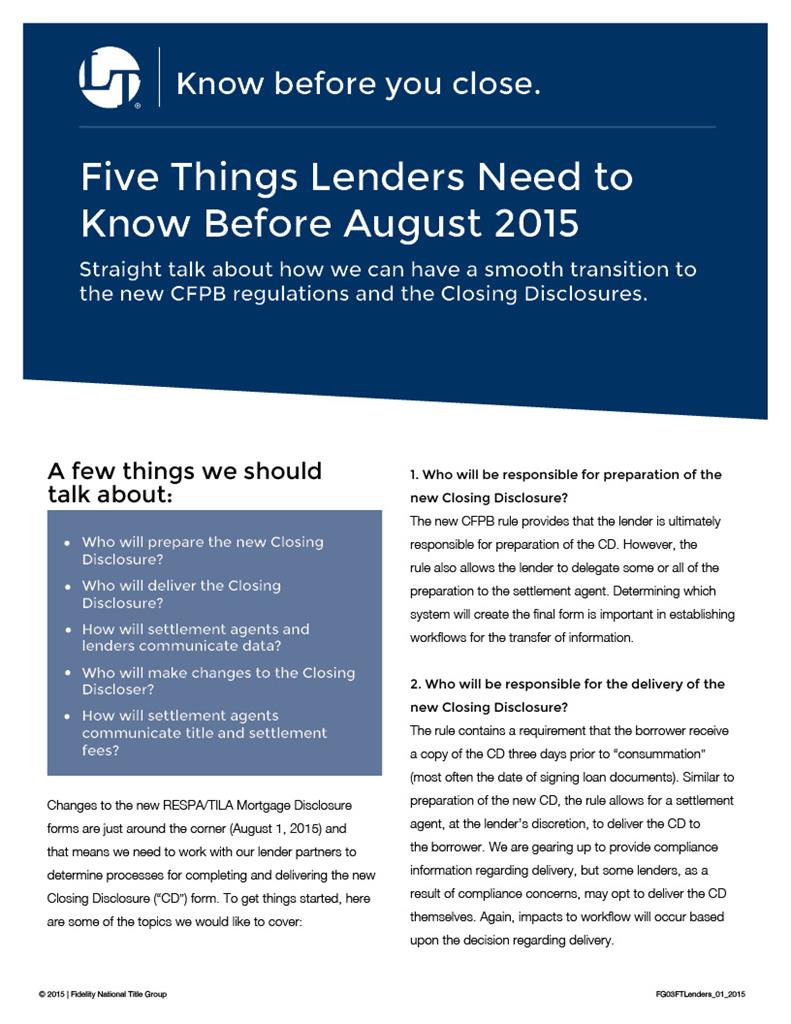 LT
®
Know before you close.
Five Things Lenders Need to
Know Before August 2015
Straight talk about how we can have a smooth transition to
the new CFPB regulations and the Closing Disclosures.
A few things we should
talk about:
• Who will prepare the new Closing
Disclosure?
• Who will deliver the Closing
Disclosure?
• How will settlement agents and
lenders communicate data?
• Who will make changes to the Closing
Discloser?
• How will settlement agents
communicate title and settlement
fees?
Changes to the new RESPA/TILA Mortgage Disclosure
forms are just around the corner (August 1, 2015) and
that means we need to work with our lender partners to
determine processes for completing and delivering the new
Closing Disclosure (“CD”) form. To get things started, here
are some of the topics we would like to cover:
1. Who will be responsible for preparation of the
new Closing Disclosure?
The new CFPB rule provides that the lender is ultimately
responsible for preparation of the CD. However, the
rule also allows the lender to delegate some or all of the
preparation to the settlement agent. Determining which
system will create the final form is important in establishing
workflows for the transfer of information.
2. Who will be responsible for the delivery of the
new Closing Disclosure?
The rule contains a requirement that the borrower receive
a copy of the CD three days prior to “consummation”
(most often the date of signing loan documents). Similar to
preparation of the new CD, the rule allows for a settlement
agent, at the lender’s discretion, to deliver the CD to
the borrower. We are gearing up to provide compliance
information regarding delivery, but some lenders, as a
result of compliance concerns, may opt to deliver the CD
themselves. Again, impacts to workflow will occur based
upon the decision regarding delivery.
© 2015 | Fidelity National Title Group
FG03FTLenders_01_2015